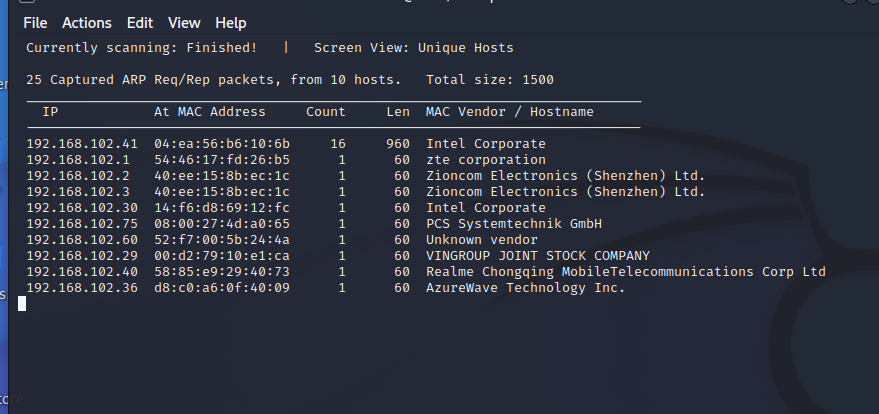 File Actions Edit View Help
Currently scanning: Finished! | Screen View: Unique Hosts
25 Captured ARP Req/Rep packets, from 10 hosts. Total size: 1500
IP At MAC Address Count Len MAC Vendor / Hostname
192.168.102.41 04:ea:56:b6:10:6b 16 960 Intel Corporate
192.168.102.1 54:46:17:fd:26:b5 1 60 zte corporation
192.168.102.2 40:ee:15:8b:ec:1c 1 60 Zioncom Electronics (Shenzhen) Ltd.
192.168.102.3 40:ee:15:8b:ec:1c 1 60 Zioncom Electronics (Shenzhen) Ltd.
192.168.102.30 14:f6:d8:69:12:fc 1 60 Intel Corporate
192.168.102.75 08:00:27:4d:a0:65 1 60 PCS Systemtechnik GmbH
192.168.102.60 52:f7:00:5b:24:4a 1 60 Unknown vendor
192.168.102.29 00:d2:79:10:e1:ca 1 60 VINGROUP JOINT STOCK COMPANY
192.168.102.40 58:85:e9:29:40:73 1 60 Realme Chongqing MobileTelecommunications Corp Ltd
192.168.102.36 d8:c0:a6:0f:40:09 1 60 AzureWave Technology Inc.